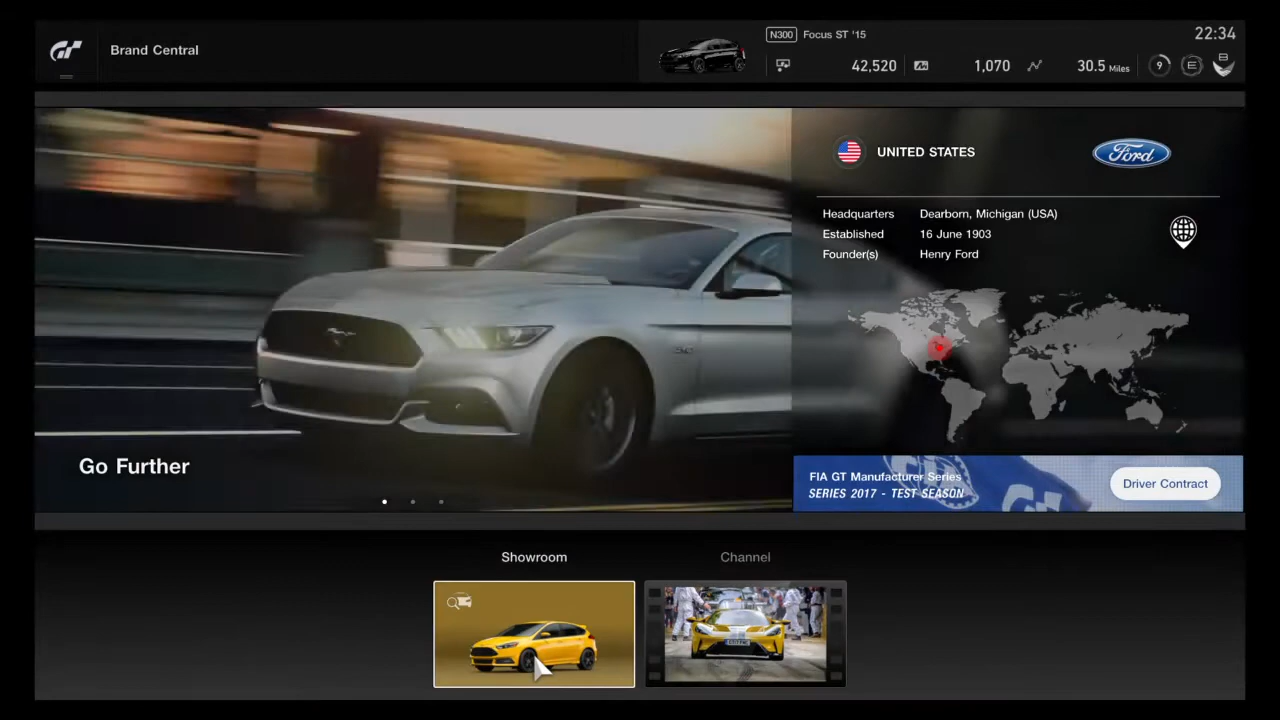 Brand Central
N300 Focus ST '15
22:34
42,520
1,070
30.5 Miles
9
E
B
UNITED STATES
Ford
Headquarters Dearborn, Michigan (USA)
Established 16 June 1903
Founder(s) Henry Ford
Go Further
FIA GT Manufacturer Series
SERIES 2017 - TEST SEASON
Driver Contract
Showroom
Channel